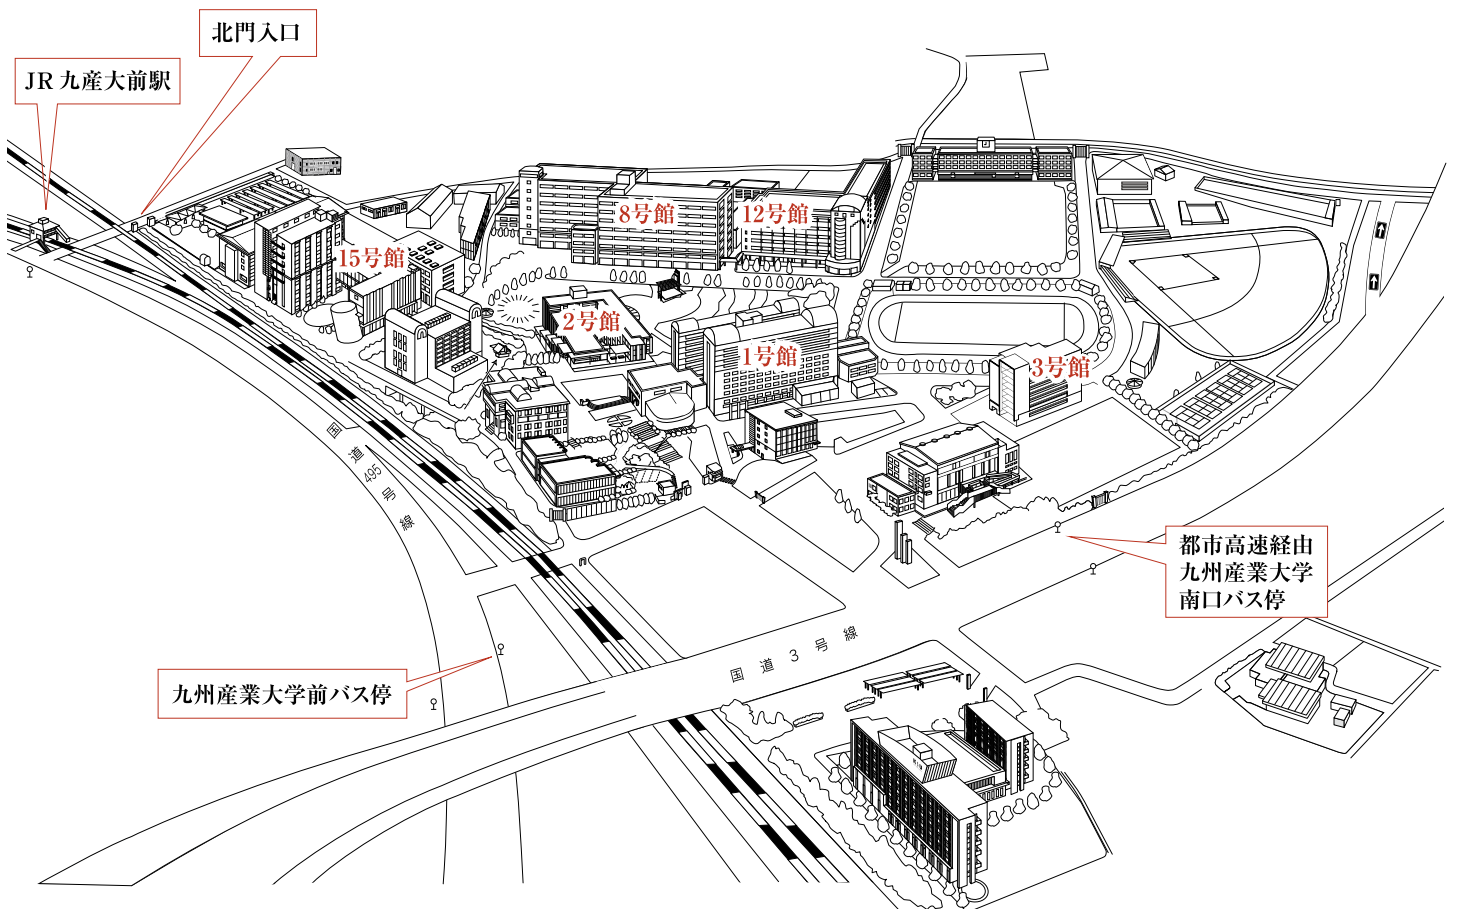 北門入口
JR 九産大前駅
8号館
12号館
15号館
2号館
1号館
3号館
国道495号線
都市高速経由
九州産業大学
南口バス停
国道3号線
九州産業大学前バス停